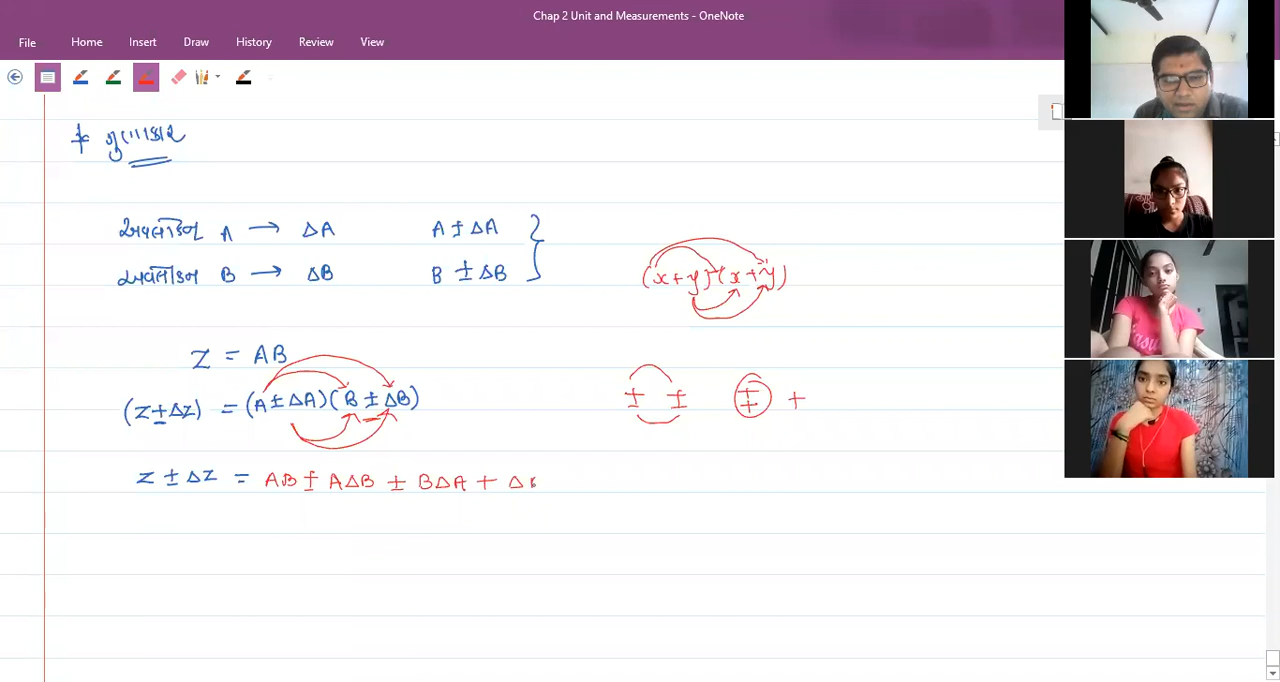 Chap 2 Unit and Measurements - OneNote
File Home Insert Draw History Review View
* ગુણાકાર
અવલોકન A → ΔA A ± ΔA
અવલોકન B → ΔB B ± ΔB
(x+y)(x+y)
Z = AB
(Z±ΔZ) = (A ± ΔA)(B ± ΔB)
± ± ± +
Z ± ΔZ = AB ± AΔB ± BΔA + Δ